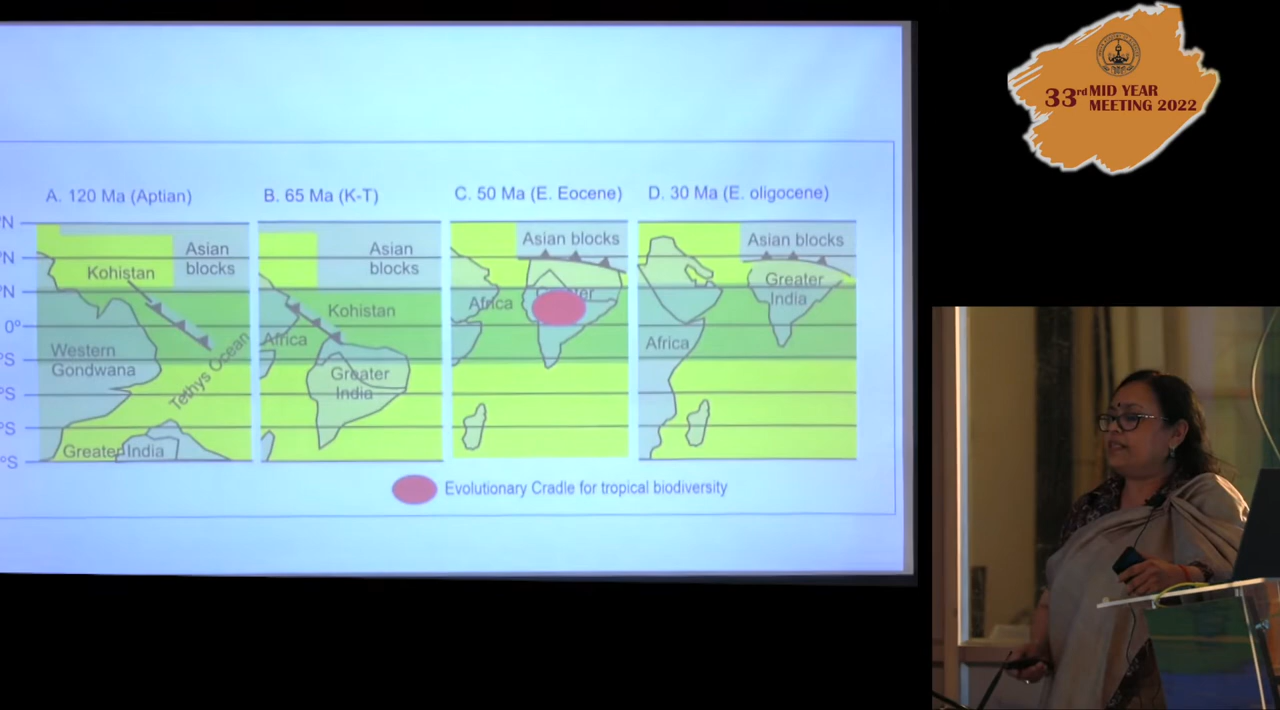 33rd MID YEAR
MEETING 2022
A. 120 Ma (Aptian)
B. 65 Ma (K-T)
C. 50 Ma (E. Eocene)
D. 30 Ma (E. oligocene)
°N
°N
°N
0°
°S
°S
°S
°S
Asian
blocks
Kohistan
Western
Gondwana
Tethys Ocean
Greater India
Asian
blocks
Kohistan
Africa
Greater
India
Asian blocks
Africa
Asian blocks
Greater
India
Africa
Evolutionary Cradle for tropical biodiversity